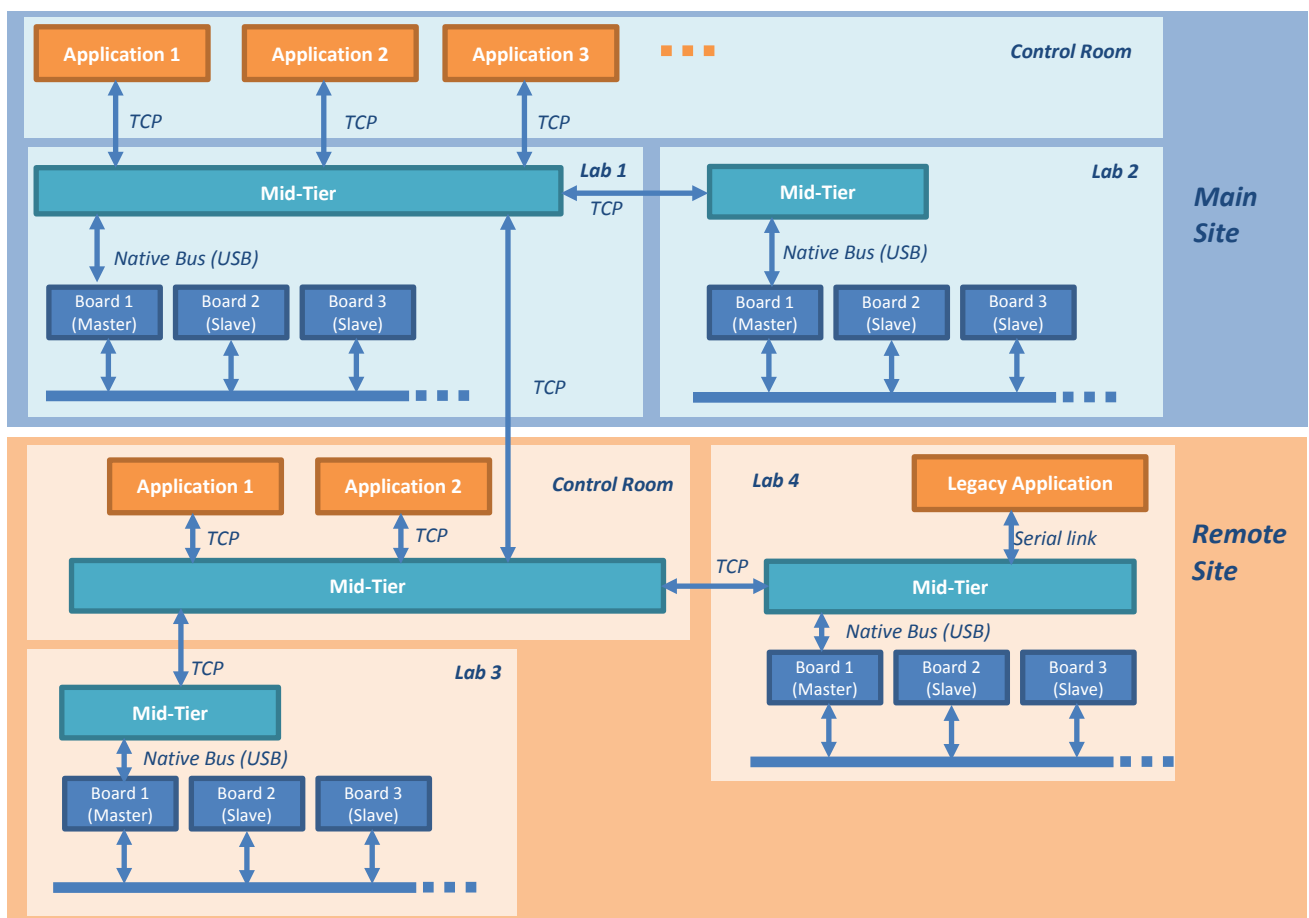 Application 1
Application 2
Application 3
Control Room
TCP
TCP
TCP
Main
Site
Lab 1
Mid-Tier
TCP
Native Bus (USB)
Board 1
(Master)
Board 2
(Slave)
Board 3
(Slave)
TCP
Lab 2
Mid-Tier
Native Bus (USB)
Board 1
(Master)
Board 2
(Slave)
Board 3
(Slave)
Remote
Site
Application 1
Application 2
Control Room
TCP
TCP
Mid-Tier
TCP
Lab 4
Legacy Application
Serial link
Mid-Tier
Native Bus (USB)
Board 1
(Master)
Board 2
(Slave)
Board 3
(Slave)
TCP
Lab 3
Mid-Tier
Native Bus (USB)
Board 1
(Master)
Board 2
(Slave)
Board 3
(Slave)